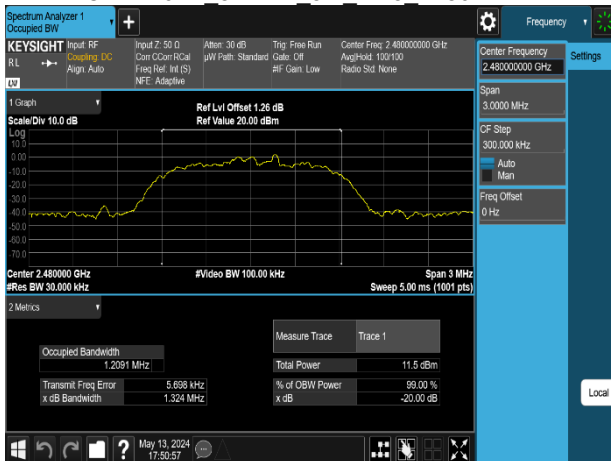 Spectrum Analyzer 1
Occupied BW
Frequency
KEYSIGHT
RL
Input: RF
Coupling: DC
Align: Auto
Input Z: 50 Ω
Corr CCorr RCal
Freq Ref: Int (S)
NFE: Adaptive
Atten: 30 dB
µW Path: Standard
Trig: Free Run
Gate: Off
#IF Gain: Low
Center Freq: 2.480000000 GHz
Avg|Hold: 100/100
Radio Std: None
Center Frequency
2.480000000 GHz
Settings
Span
3.0000 MHz
CF Step
300.000 kHz
Auto
Man
Freq Offset
0 Hz
Local
1 Graph
Scale/Div 10.0 dB
Ref Lvl Offset 1.26 dB
Ref Value 20.00 dBm
Log
10.0
0.00
-10.0
-20.0
-30.0
-40.0
-50.0
-60.0
-70.0
Center 2.480000 GHz
#Video BW 100.00 kHz
Span 3 MHz
#Res BW 30.000 kHz
Sweep 5.00 ms (1001 pts)
2 Metrics
Measure Trace
Trace 1
Occupied Bandwidth
1.2091 MHz
Total Power
11.5 dBm
Transmit Freq Error
5.698 kHz
% of OBW Power
99.00 %
x dB Bandwidth
1.324 MHz
x dB
-20.00 dB
?
May 13, 2024
17:50:57